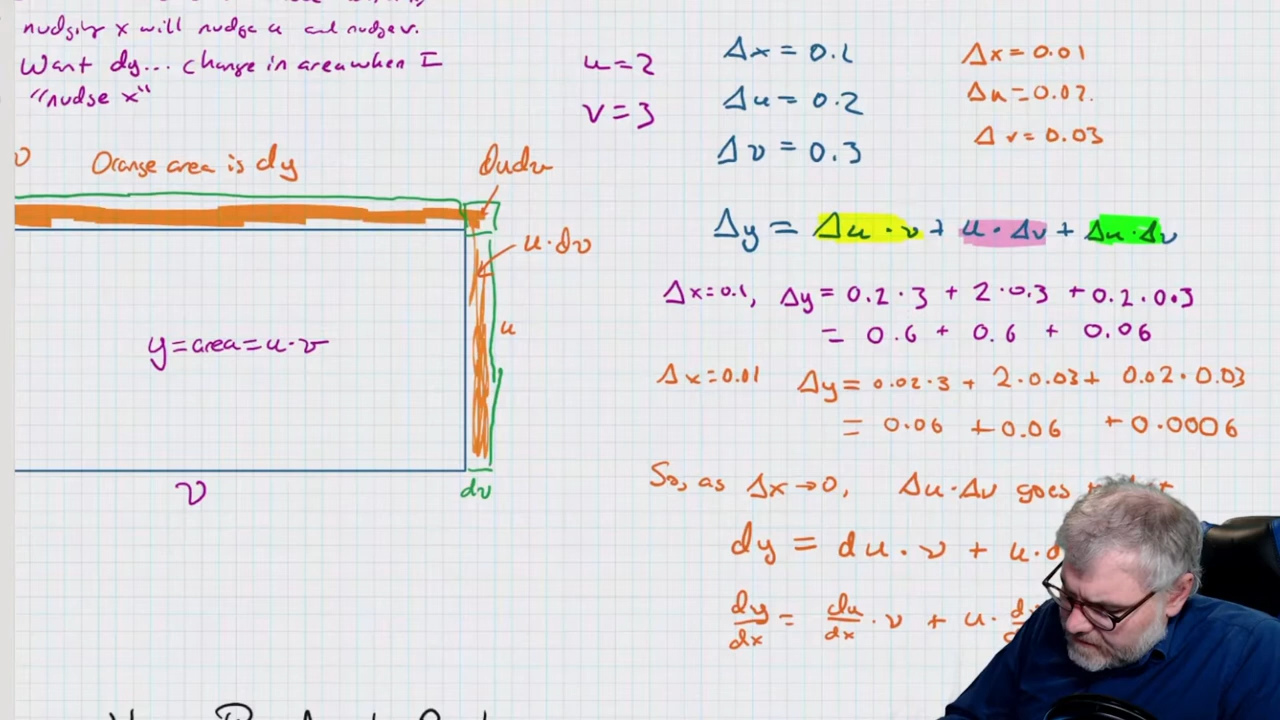 nudging x will nudge u and nudge v.
Want dy... change in area when I
"nudge x"
u=2
v=3
Δx = 0.1
Δu = 0.2
Δv = 0.3
Δx = 0.01
Δu = 0.02.
Δv = 0.03
Orange area is dy
dudv
u·dv
u
y=area=u·v
v
dv
Δy = Δu·v + u·Δv + Δu·Δv
Δx=0.1, Δy = 0.2·3 + 2·0.3 + 0.2·0.3
= 0.6 + 0.6 + 0.06
Δx=0.01 Δy= 0.02·3 + 2·0.03 + 0.02·0.03
= 0.06 +0.06 +0.0006
So, as Δx→0, Δu·Δv goes
dy = du·v + u·
dy/dx = du/dx · v + u·